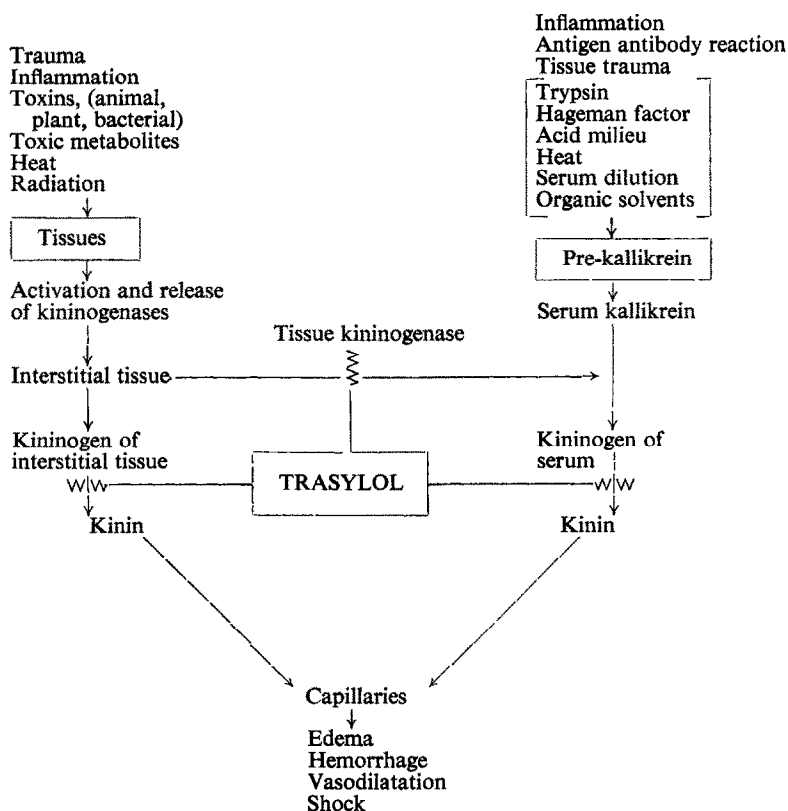 Trauma
Inflammation
Toxins, (animal,
plant, bacterial)
Toxic metabolites
Heat
Radiation
Tissues
Activation and release
of kininogenases
Interstitial tissue
Kininogen of
interstitial tissue
Kinin
Tissue kininogenase
TRASYLOL
Inflammation
Antigen antibody reaction
Tissue trauma
Trypsin
Hageman factor
Acid milieu
Heat
Serum dilution
Organic solvents
Pre-kallikrein
Serum kallikrein
Kininogen of
serum
Kinin
Capillaries
Edema
Hemorrhage
Vasodilatation
Shock